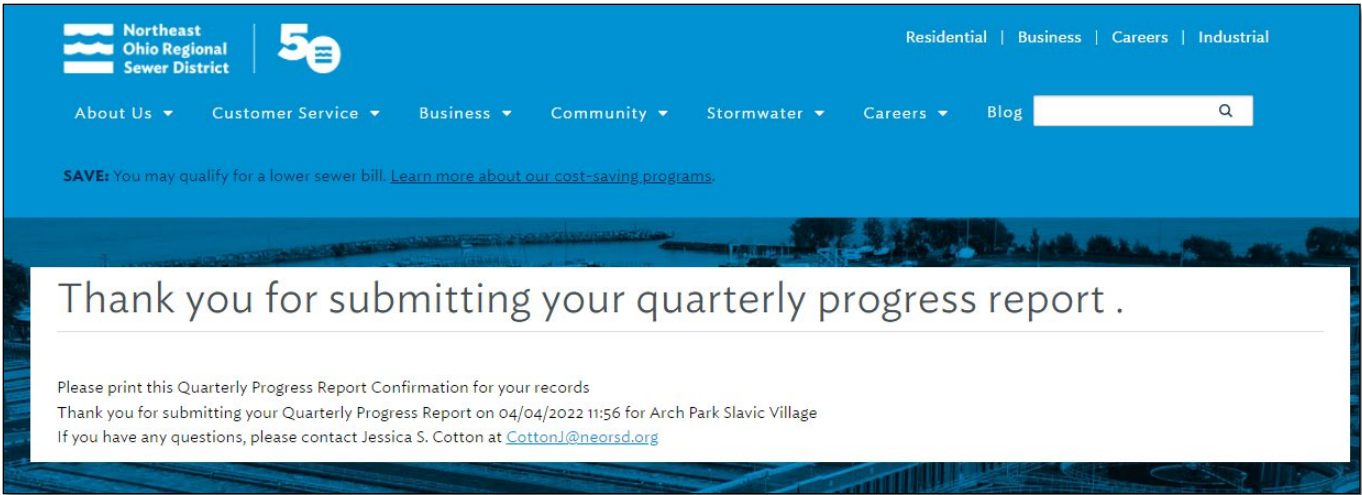 Northeast
Ohio Regional
Sewer District
50
Residential | Business | Careers | Industrial
About Us Customer Service Business Community Stormwater Careers Blog
SAVE: You may qualify for a lower sewer bill. Learn more about our cost-saving programs.
Thank you for submitting your quarterly progress report .
Please print this Quarterly Progress Report Confirmation for your records
Thank you for submitting your Quarterly Progress Report on 04/04/2022 11:56 for Arch Park Slavic Village
If you have any questions, please contact Jessica S. Cotton at CottonJ@neorsd.org